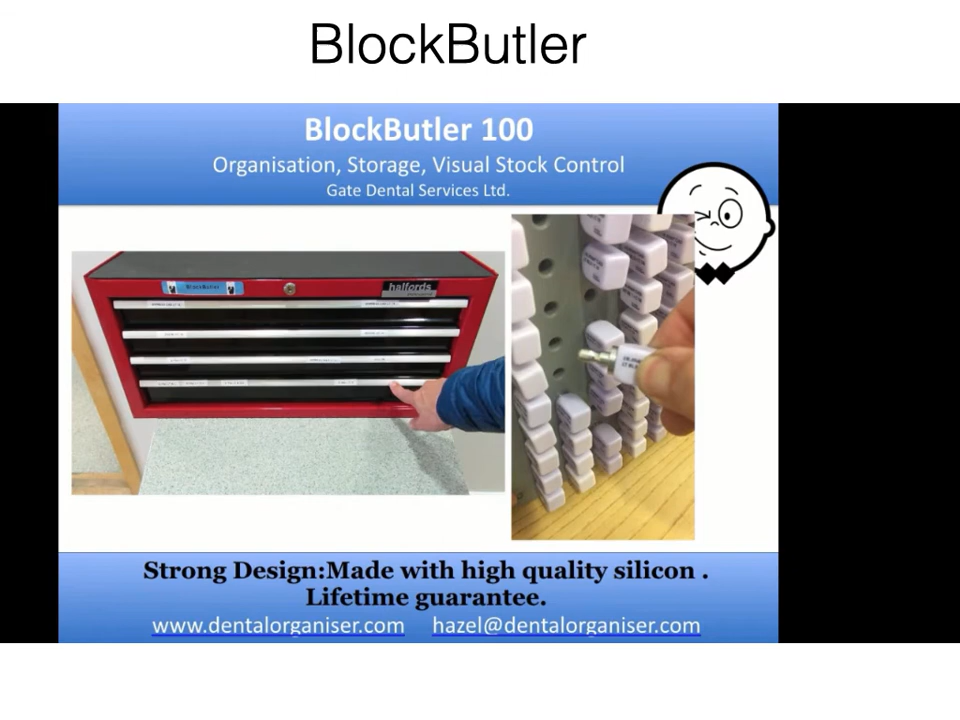 BlockButler
BlockButler 100
Organisation, Storage, Visual Stock Control
Gate Dental Services Ltd.
BlockButler
halfords
Strong Design:Made with high quality silicon .
Lifetime guarantee.
www.dentalorganiser.com hazel@dentalorganiser.com